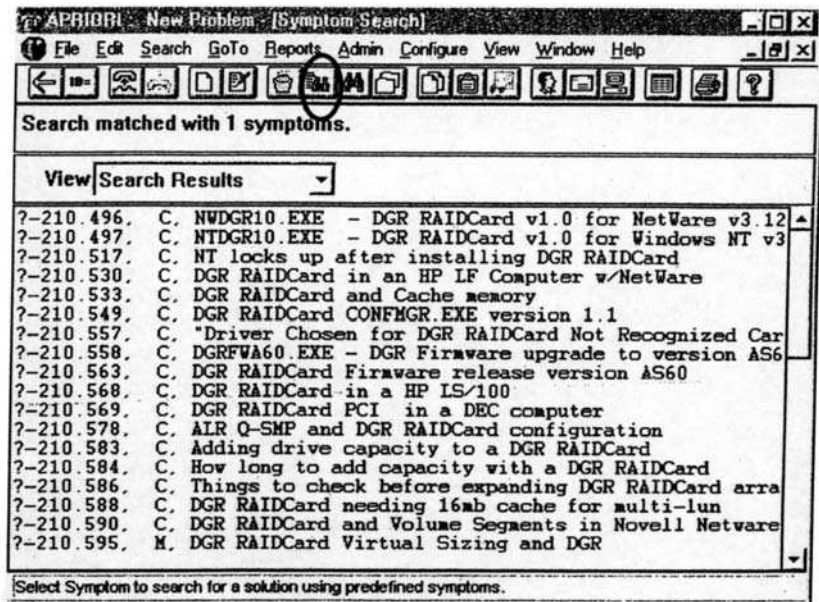 APRIORI - New Problem - [Symptom Search]
File Edit Search GoTo Reports Admin Configure View Window Help
Search matched with 1 symptoms.
View Search Results
?-210.496, C, NWDGR10.EXE - DGR RAIDCard v1.0 for NetWare v3.12
?-210.497, C, NTDGR10.EXE - DGR RAIDCard v1.0 for Windows NT v3
?-210.517, C, NT locks up after installing DGR RAIDCard
?-210.530, C, DGR RAIDCard in an HP LF Computer w/NetWare
?-210.533, C, DGR RAIDCard and Cache memory
?-210.549, C, DGR RAIDCard CONFMGR.EXE version 1.1
?-210.557, C, "Driver Chosen for DGR RAIDCard Not Recognized Car
?-210.558, C, DGRFWA60.EXE - DGR Firmware upgrade to version AS6
?-210.563, C, DGR RAIDCard Firmware release version AS60
?-210.568, C, DGR RAIDCard in a HP LS/100
?-210.569, C, DGR RAIDCard PCI in a DEC computer
?-210.578, C, ALR Q-SMP and DGR RAIDCard configuration
?-210.583, C, Adding drive capacity to a DGR RAIDCard
?-210.584, C, How long to add capacity with a DGR RAIDCard
?-210.586, C, Things to check before expanding DGR RAIDCard arra
?-210.588, C, DGR RAIDCard needing 16mb cache for multi-lun
?-210.590, C, DGR RAIDCard and Volume Segments in Novell Netware
?-210.595, M, DGR RAIDCard Virtual Sizing and DGR
Select Symptom to search for a solution using predefined symptoms.